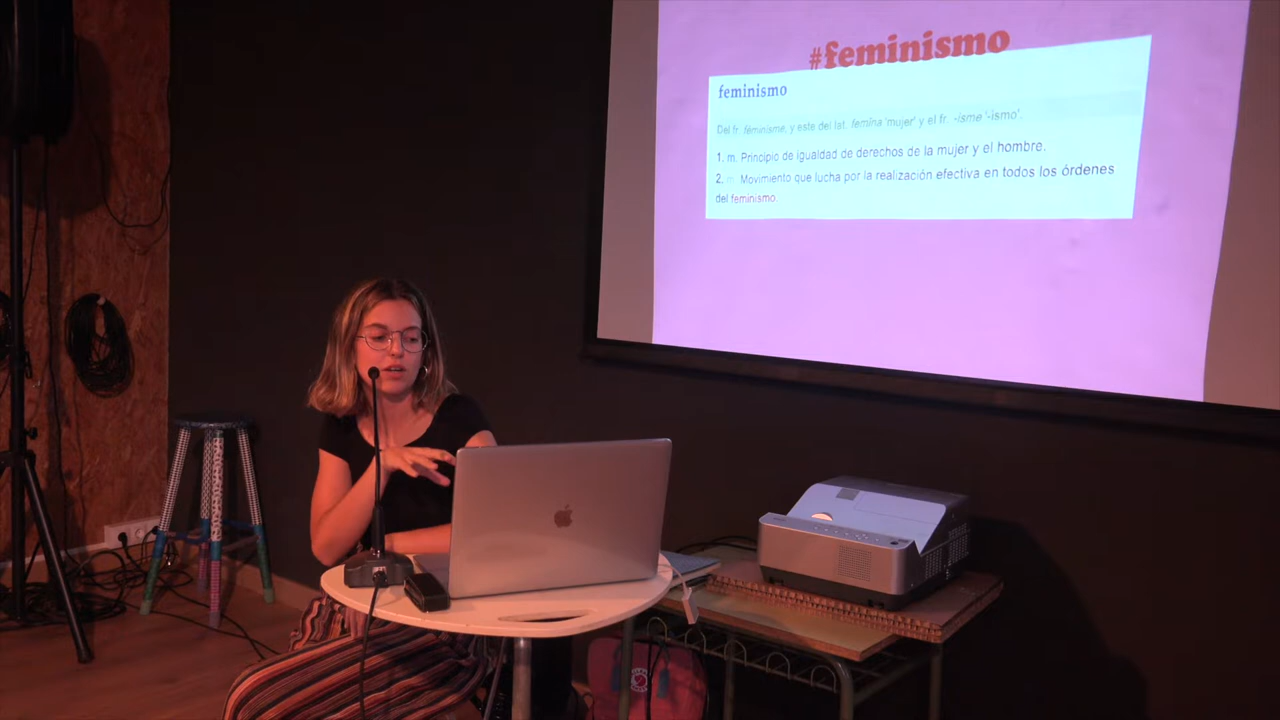 #feminismo
feminismo
Del fr. féminisme, y este del lat. femĭna 'mujer' y el fr. -isme '-ismo'.
1. m. Principio de igualdad de derechos de la mujer y el hombre.
2. m. Movimiento que lucha por la realización efectiva en todos los órdenes
del feminismo.